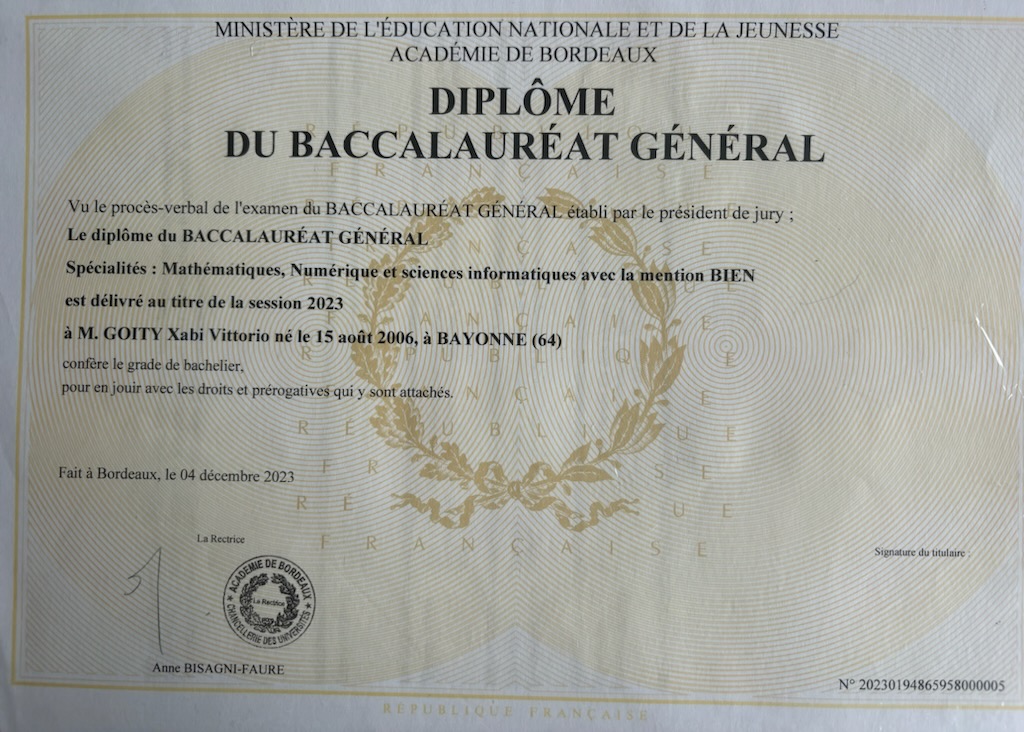 MINISTÈRE DE L'ÉDUCATION NATIONALE ET DE LA JEUNESSE
ACADÉMIE DE BORDEAUX
DIPLÔME
DU BACCALAURÉAT GÉNÉRAL
Vu le procès-verbal de l'examen du BACCALAURÉAT GÉNÉRAL établi par le président de jury ;
Le diplôme du BACCALAURÉAT GÉNÉRAL
Spécialités : Mathématiques, Numérique et sciences informatiques avec la mention BIEN
est délivré au titre de la session 2023
à M. GOITY Xabi Vittorio né le 15 août 2006, à BAYONNE (64)
confère le grade de bachelier,
pour en jouir avec les droits et prérogatives qui y sont attachés.
Fait à Bordeaux, le 04 décembre 2023
La Rectrice
Signature du titulaire :
ACADEMIE DE BORDEAUX
La Rectrice
CHANCELLERIE DES UNIVERSITES
Anne BISAGNI-FAURE
N° 20230194865958000005
RÉPUBLIQUE FRANÇAISE